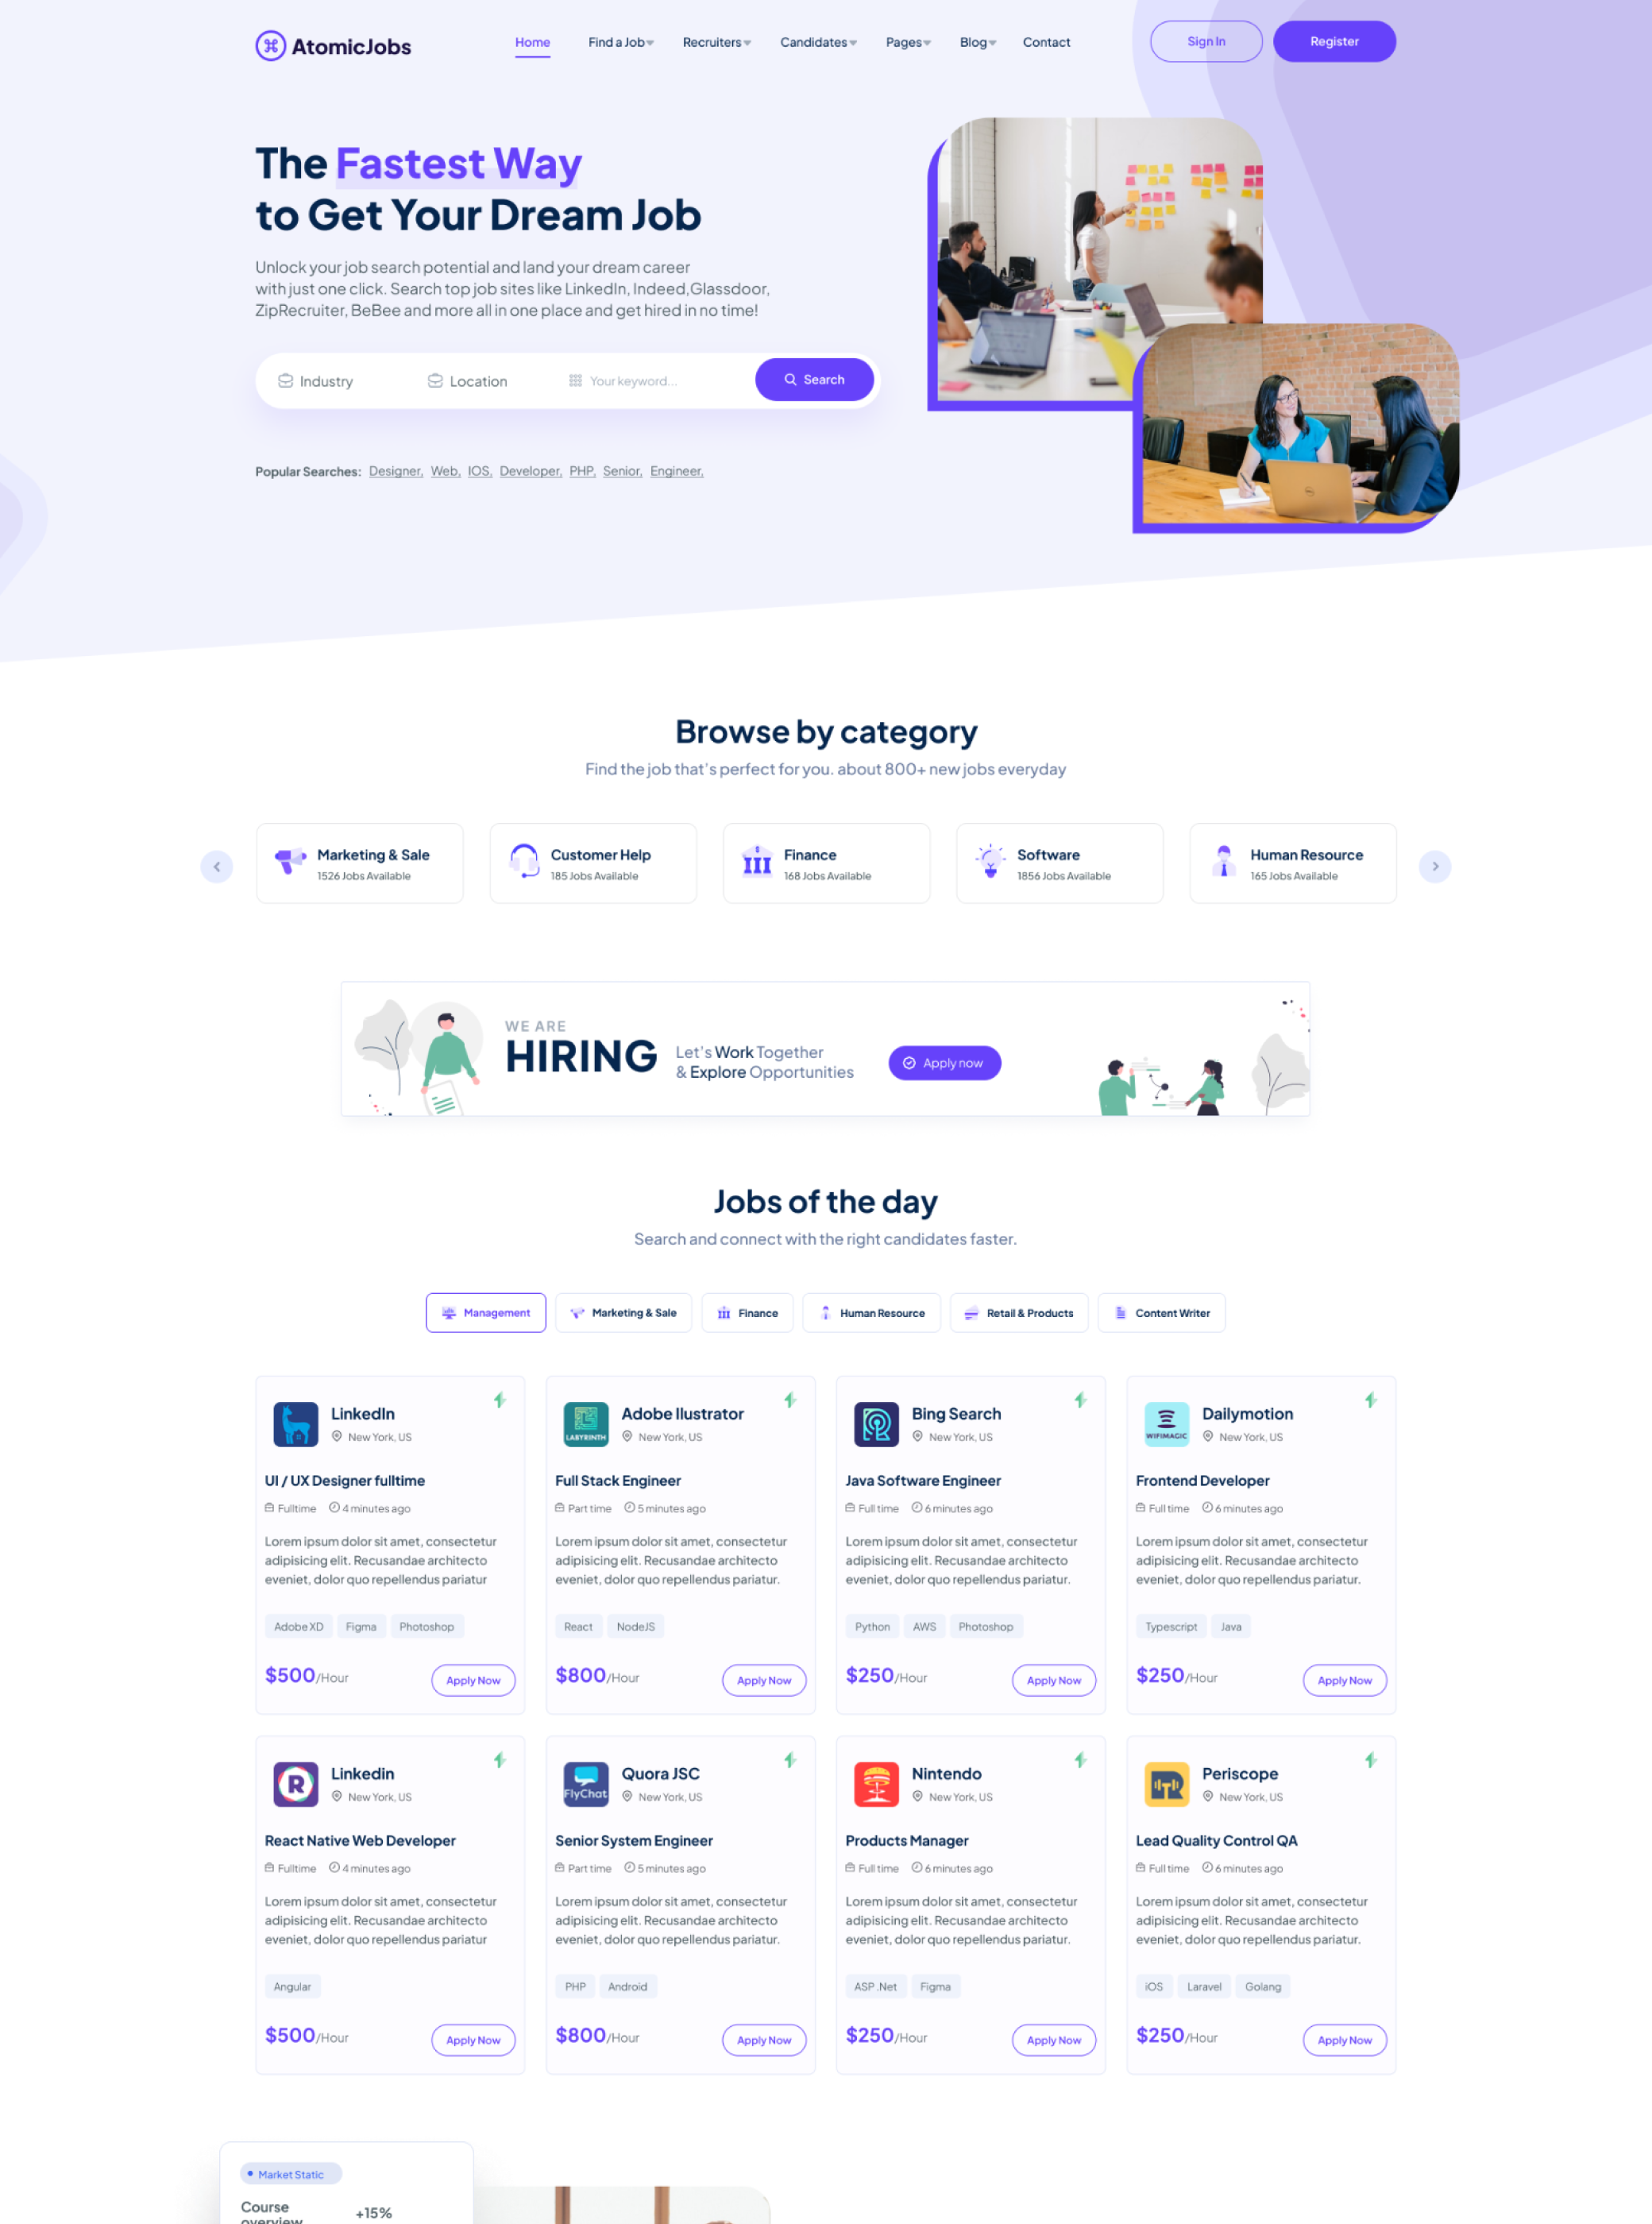 AtomicJobs
Home Find a Job Recruiters Candidates Pages Blog Contact Sign In Register
The Fastest Way
to Get Your Dream Job
Unlock your job search potential and land your dream career
with just one click. Search top job sites like LinkedIn, Indeed,Glassdoor,
ZipRecruiter, BeBee and more all in one place and get hired in no time!
Industry Location Your keyword... Search
Popular Searches: Designer, Web, IOS, Developer, PHP, Senior, Engineer,
Browse by category
Find the job that's perfect for you. about 800+ new jobs everyday
Marketing & Sale
1526 Jobs Available
Customer Help
185 Jobs Available
Finance
168 Jobs Available
Software
1856 Jobs Available
Human Resource
165 Jobs Available
WE ARE
HIRING
Let's Work Together
& Explore Opportunities
Apply now
Jobs of the day
Search and connect with the right candidates faster.
Management Marketing & Sale Finance Human Resource Retail & Products Content Writer
LinkedIn
New York, US
UI / UX Designer fulltime
Fulltime 4 minutes ago
Lorem ipsum dolor sit amet, consectetur
adipisicing elit. Recusandae architecto
eveniet, dolor quo repellendus pariatur
Adobe XD Figma Photoshop
$500/Hour Apply Now
LABYRINTH
Adobe Ilustrator
New York, US
Full Stack Engineer
Part time 5 minutes ago
Lorem ipsum dolor sit amet, consectetur
adipisicing elit. Recusandae architecto
eveniet, dolor quo repellendus pariatur.
React NodeJS
$800/Hour Apply Now
Bing Search
New York, US
Java Software Engineer
Full time 6 minutes ago
Lorem ipsum dolor sit amet, consectetur
adipisicing elit. Recusandae architecto
eveniet, dolor quo repellendus pariatur.
Python AWS Photoshop
$250/Hour Apply Now
WIFIMAGIC
Dailymotion
New York, US
Frontend Developer
Full time 6 minutes ago
Lorem ipsum dolor sit amet, consectetur
adipisicing elit. Recusandae architecto
eveniet, dolor quo repellendus pariatur.
Typescript Java
$250/Hour Apply Now
R
Linkedin
New York, US
React Native Web Developer
Fulltime 4 minutes ago
Lorem ipsum dolor sit amet, consectetur
adipisicing elit. Recusandae architecto
eveniet, dolor quo repellendus pariatur
Angular
$500/Hour Apply Now
FlyChat
Quora JSC
New York, US
Senior System Engineer
Part time 5 minutes ago
Lorem ipsum dolor sit amet, consectetur
adipisicing elit. Recusandae architecto
eveniet, dolor quo repellendus pariatur.
PHP Android
$800/Hour Apply Now
Nintendo
New York, US
Products Manager
Full time 6 minutes ago
Lorem ipsum dolor sit amet, consectetur
adipisicing elit. Recusandae architecto
eveniet, dolor quo repellendus pariatur.
ASP .Net Figma
$250/Hour Apply Now
Periscope
New York, US
Lead Quality Control QA
Full time 6 minutes ago
Lorem ipsum dolor sit amet, consectetur
adipisicing elit. Recusandae architecto
eveniet, dolor quo repellendus pariatur.
iOS Laravel Golang
$250/Hour Apply Now
Market Static
Course
overview
+15%